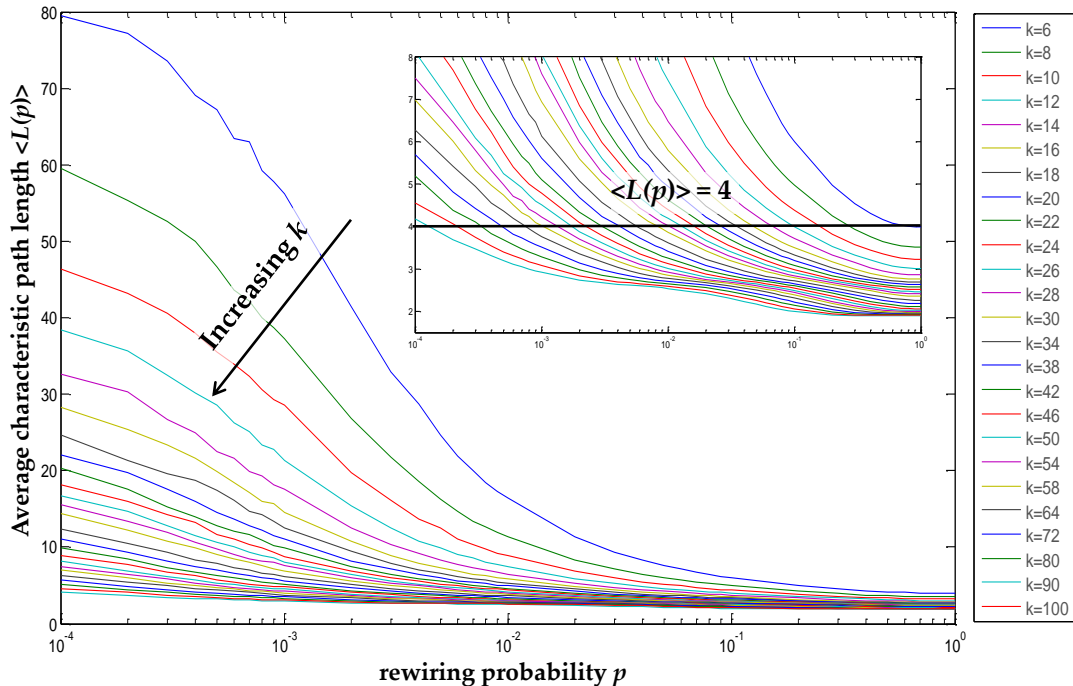 Average characteristic path length <L(p)>
80
70
60
50
40
30
20
10
0
10^-4
10^-3
10^-2
10^-1
10^0
rewiring probability p
Increasing k
8
7
6
5
4
3
2
10^-4
10^-3
10^-2
10^-1
10^0
<L(p)> = 4
k=6
k=8
k=10
k=12
k=14
k=16
k=18
k=20
k=22
k=24
k=26
k=28
k=30
k=34
k=38
k=42
k=46
k=50
k=54
k=58
k=64
k=72
k=80
k=90
k=100